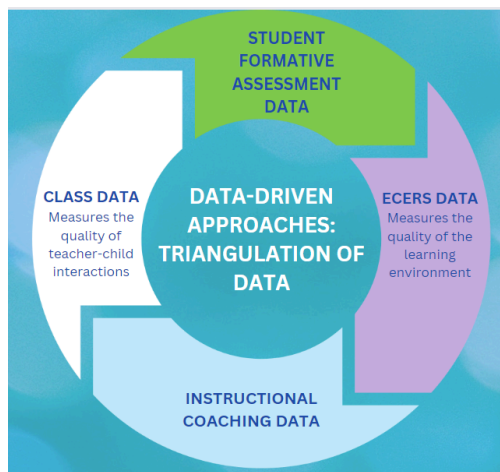 STUDENT
FORMATIVE
ASSESSMENT
DATA
CLASS DATA
Measures the
quality of
teacher-child
interactions
DATA-DRIVEN
APPROACHES:
TRIANGULATION OF
DATA
ECERS DATA
Measures the
quality of the
learning
environment
INSTRUCTIONAL
COACHING DATA